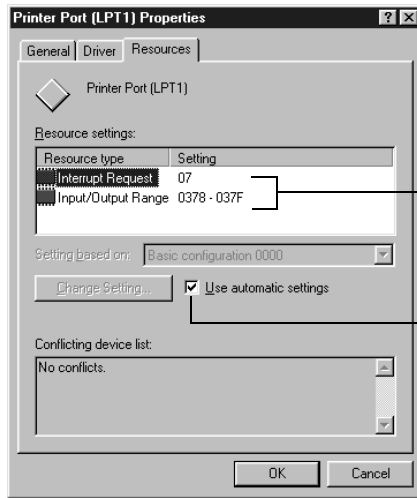 Printer Port (LPT1) Properties
General Driver Resources
Printer Port (LPT1)
Resource settings:
Resource type Setting
Interrupt Request 07
Input/Output Range 0378 - 037F
Setting based on: Basic configuration 0000
Change Setting... Use automatic settings
Conflicting device list:
No conflicts.
OK Cancel